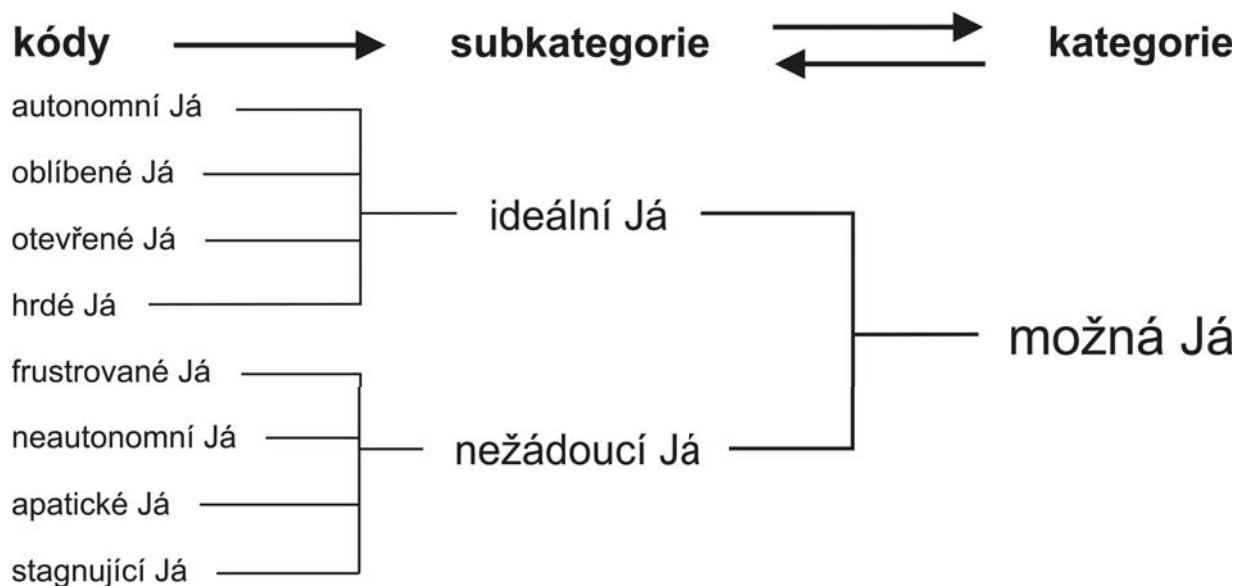 kódy subkategorie kategorie
autonomní Já
oblíbené Já
otevřené Já
hrdé Já
frustrované Já
neautonomní Já
apatické Já
stagnující Já
ideální Já
nežádoucí Já
možná Já